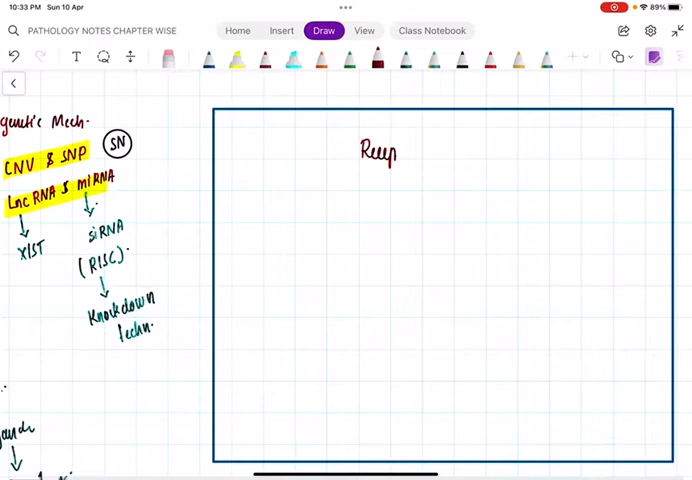 10:33 PM Sun 10 Apr
89%
PATHOLOGY NOTES CHAPTER WISE
Home Insert Draw View Class Notebook
genetic Mech.
CNV & SNP
SN
Lnc RNA & miRNA
XIST
siRNA
(RISC).
Knockdown
Techn.